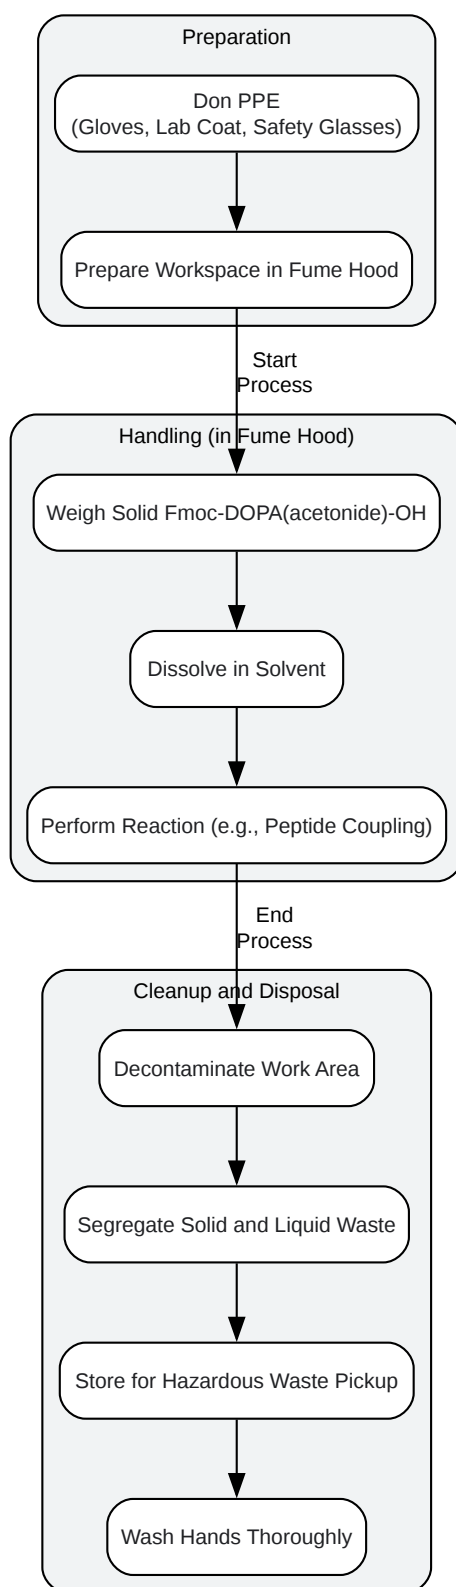 Preparation
Don PPE
(Gloves, Lab Coat, Safety Glasses)
Prepare Workspace in Fume Hood
Start
Process
Handling (in Fume Hood)
Weigh Solid Fmoc-DOPA(acetonide)-OH
Dissolve in Solvent
Perform Reaction (e.g., Peptide Coupling)
End
Process
Cleanup and Disposal
Decontaminate Work Area
Segregate Solid and Liquid Waste
Store for Hazardous Waste Pickup
Wash Hands Thoroughly